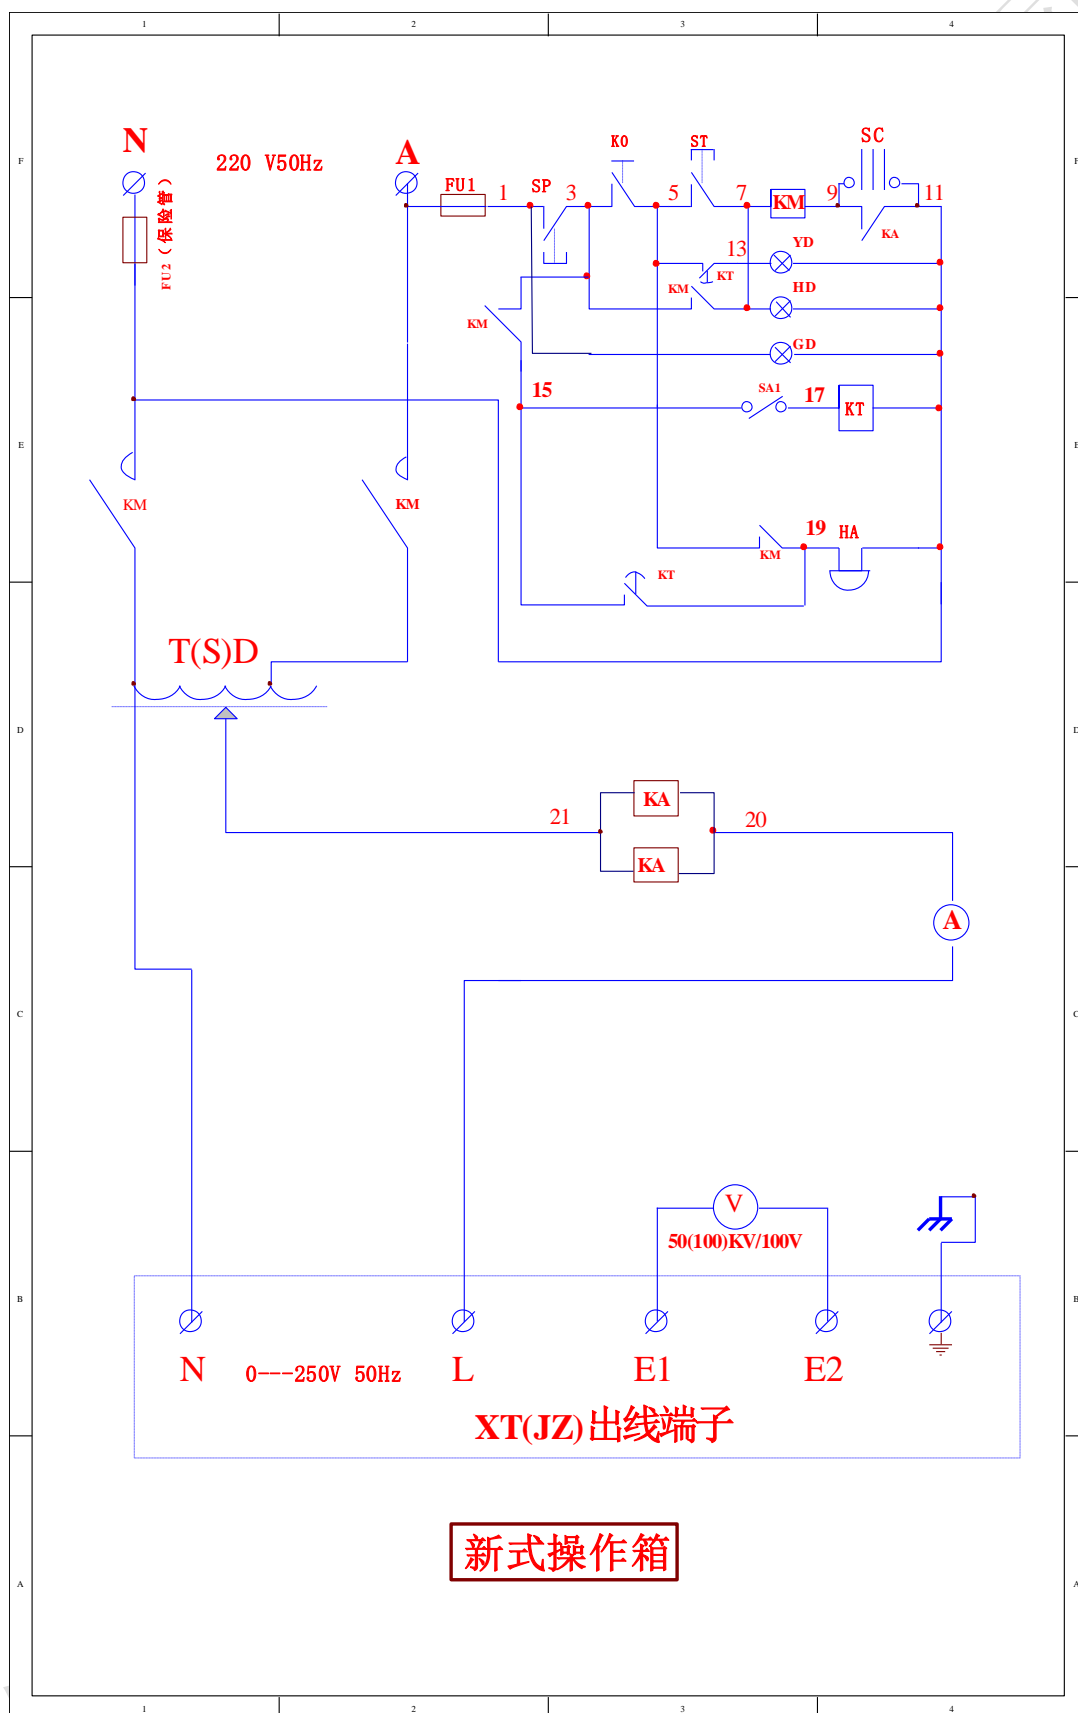 1 2 3 4
F F
N
220 V50Hz
A
FU2（保险管）
FU1 1 SP 3 K0 5 ST 7 KM 9 SC 11
KA
13 YD
KT
KM HD
KM
GD
15 SA1 17 KT
E E
KM KM
19 HA
KM
KT
T(S)D
D D
KA
21 20
KA
A
C C
V
50(100)KV/100V
B B
N 0---250V 50Hz L E1 E2
XT(JZ)出线端子
新式操作箱
A A
1 2 3 4